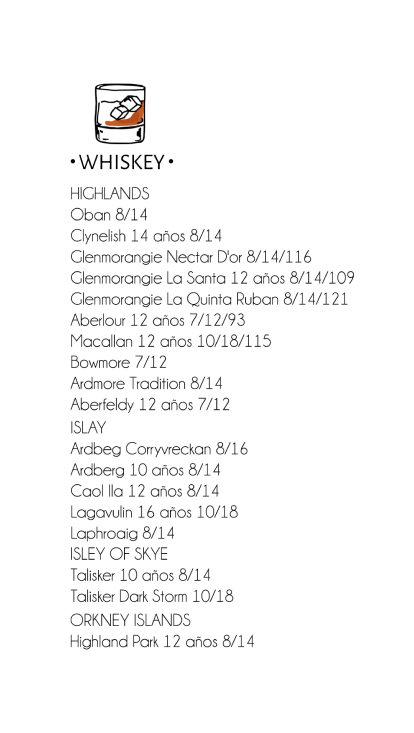 • WHISKEY •
HIGHLANDS
Oban 8/14
Clynelish 14 años 8/14
Glenmorangie Nectar D'or 8/14/116
Glenmorangie La Santa 12 años 8/14/109
Glenmorangie La Quinta Ruban 8/14/121
Aberlour 12 años 7/12/93
Macallan 12 años 10/18/115
Bowmore 7/12
Ardmore Tradition 8/14
Aberfeldy 12 años 7/12
ISLAY
Ardbeg Corryvreckan 8/16
Ardberg 10 años 8/14
Caol Ila 12 años 8/14
Lagavulin 16 años 10/18
Laphroaig 8/14
ISLEY OF SKYE
Talisker 10 años 8/14
Talisker Dark Storm 10/18
ORKNEY ISLANDS
Highland Park 12 años 8/14